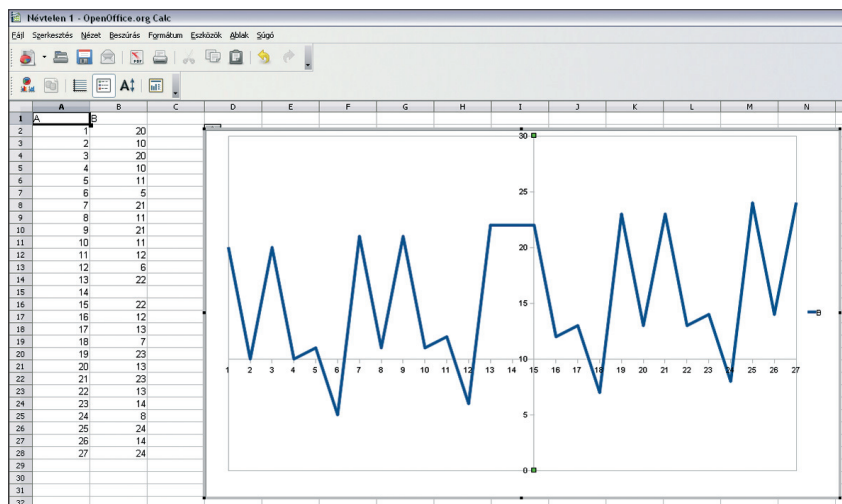 Névtelen 1 - OpenOffice.org Calc
Fájl Szerkesztés Nézet Beszúrás Formátum Eszközök Ablak Súgó
A B C D E F G H I J K L M N
1 A B
2 1 20
3 2 10
4 3 20
5 4 10
6 5 11
7 6 5
8 7 21
9 8 11
10 9 21
11 10 11
12 11 12
13 12 6
14 13 22
15 14
16 15 22
17 16 12
18 17 13
19 18 7
20 19 23
21 20 13
22 21 23
23 22 13
24 23 14
25 24 8
26 25 24
27 26 14
28 27 24
29
30
31
32
30
25
20
15
10
5
0
1 2 3 4 5 6 7 8 9 10 11 12 13 14 15 16 17 18 19 20 21 22 23 24 25 26 27
B